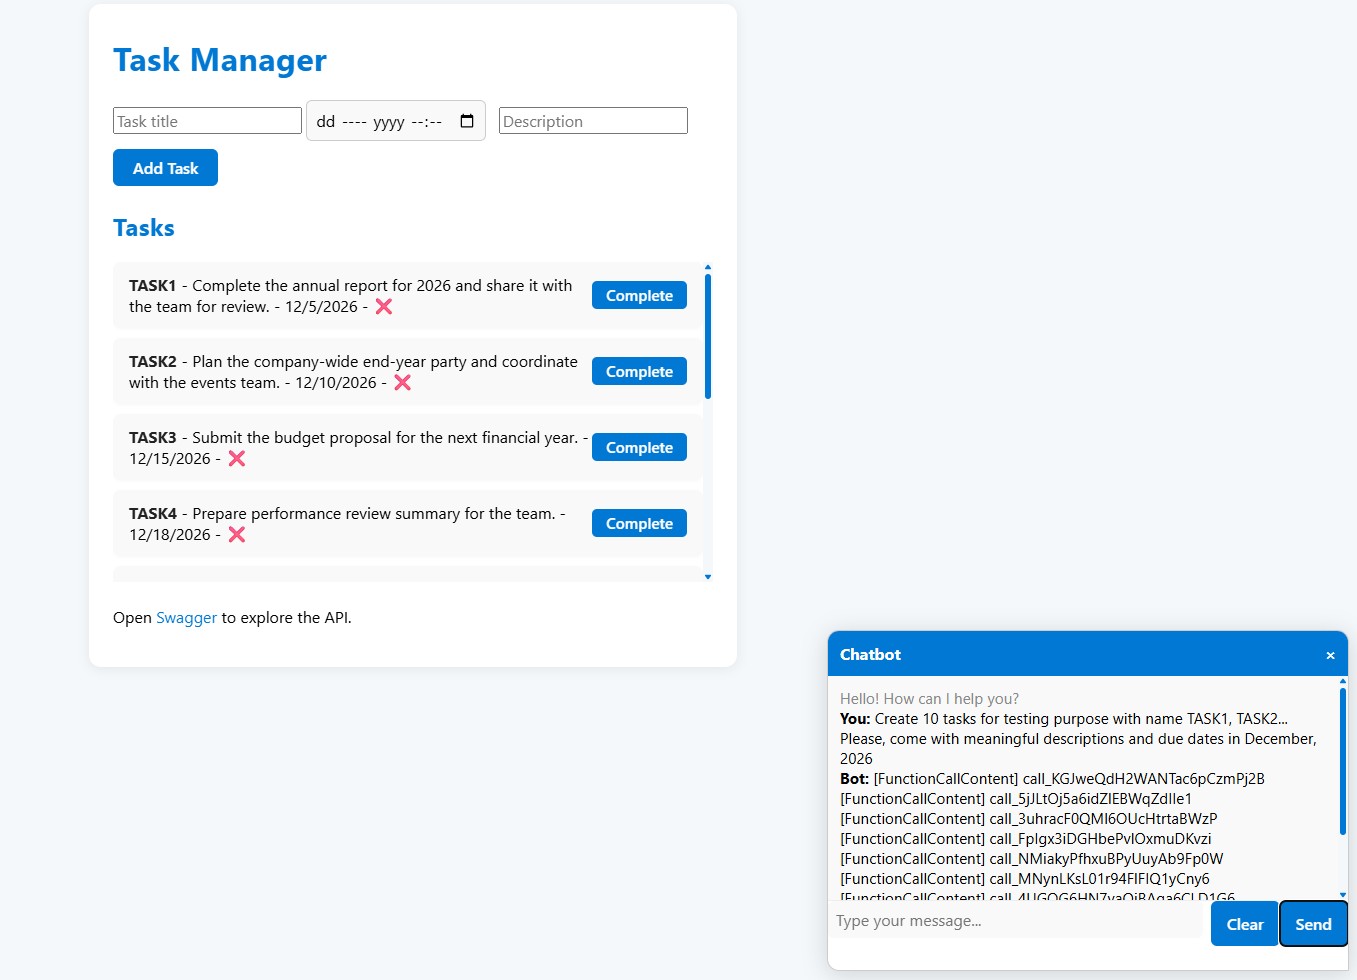 Task Manager
Task title
dd ---- yyyy --:--
Description
Add Task
Tasks
TASK1 - Complete the annual report for 2026 and share it with
the team for review. - 12/5/2026 - ❌
Complete
TASK2 - Plan the company-wide end-year party and coordinate
with the events team. - 12/10/2026 - ❌
Complete
TASK3 - Submit the budget proposal for the next financial year. -
12/15/2026 - ❌
Complete
TASK4 - Prepare performance review summary for the team. -
12/18/2026 - ❌
Complete
Open Swagger to explore the API.
Chatbot
×
Hello! How can I help you?
You: Create 10 tasks for testing purpose with name TASK1, TASK2...
Please, come with meaningful descriptions and due dates in December,
2026
Bot: [FunctionCallContent] call_KGJweQdH2WANTac6pCzmPj2B
[FunctionCallContent] call_5jJLtOj5a6idZIEBWqZdIle1
[FunctionCallContent] call_3uhracF0QMI6OUcHtrtaBWzP
[FunctionCallContent] call_FpIgx3iDGHbePvIOxmuDKvzi
[FunctionCallContent] call_NMiakyPfhxuBPyUuyAb9Fp0W
[FunctionCallContent] call_MNynLKsL01r94FIFIQ1yCny6
[FunctionCallContent]
Type your message...
Clear
Send